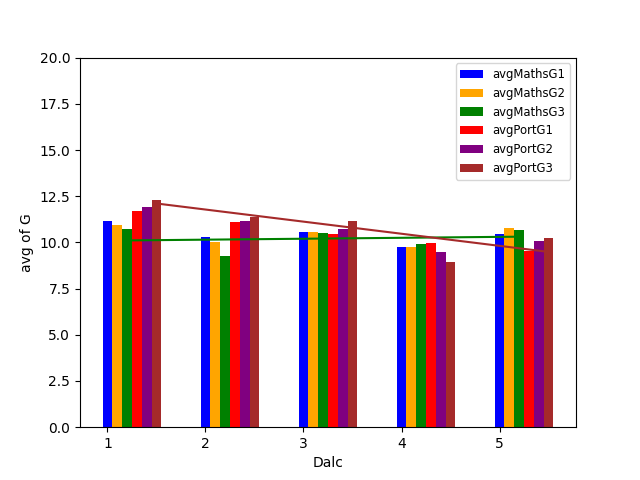 20.0
17.5
15.0
12.5
10.0
7.5
5.0
2.5
0.0
avg of G
avgMathsG1
avgMathsG2
avgMathsG3
avgPortG1
avgPortG2
avgPortG3
1 2 3 4 5
Dalc